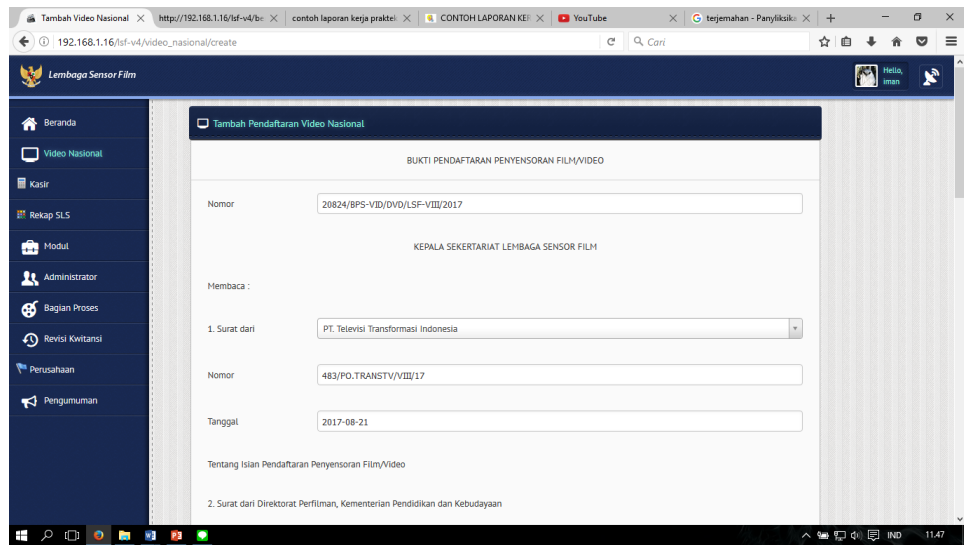 Tambah Video Nasional
http://192.168.1.16/lsf-v4/be
contoh laporan kerja praktek
CONTOH LAPORAN KER
YouTube
terjemahan - Panyliksika
192.168.1.16/lsf-v4/video_nasional/create
Cari
Lembaga Sensor Film
Hello,
iman
Beranda
Video Nasional
Kasir
Rekap SLS
Modul
Administrator
Bagian Proses
Revisi Kwitansi
Perusahaan
Pengumuman
Tambah Pendaftaran Video Nasional
BUKTI PENDAFTARAN PENYENSORAN FILM/VIDEO
Nomor 20824/BPS-VID/DVD/LSF-VIII/2017
KEPALA SEKERTARIAT LEMBAGA SENSOR FILM
Membaca :
1. Surat dari PT. Televisi Transformasi Indonesia
Nomor 483/PO.TRANSTV/VIII/17
Tanggal 2017-08-21
Tentang Isian Pendaftaran Penyensoran Film/Video
2. Surat dari Direktorat Perfilman, Kementerian Pendidikan dan Kebudayaan
IND
11.47